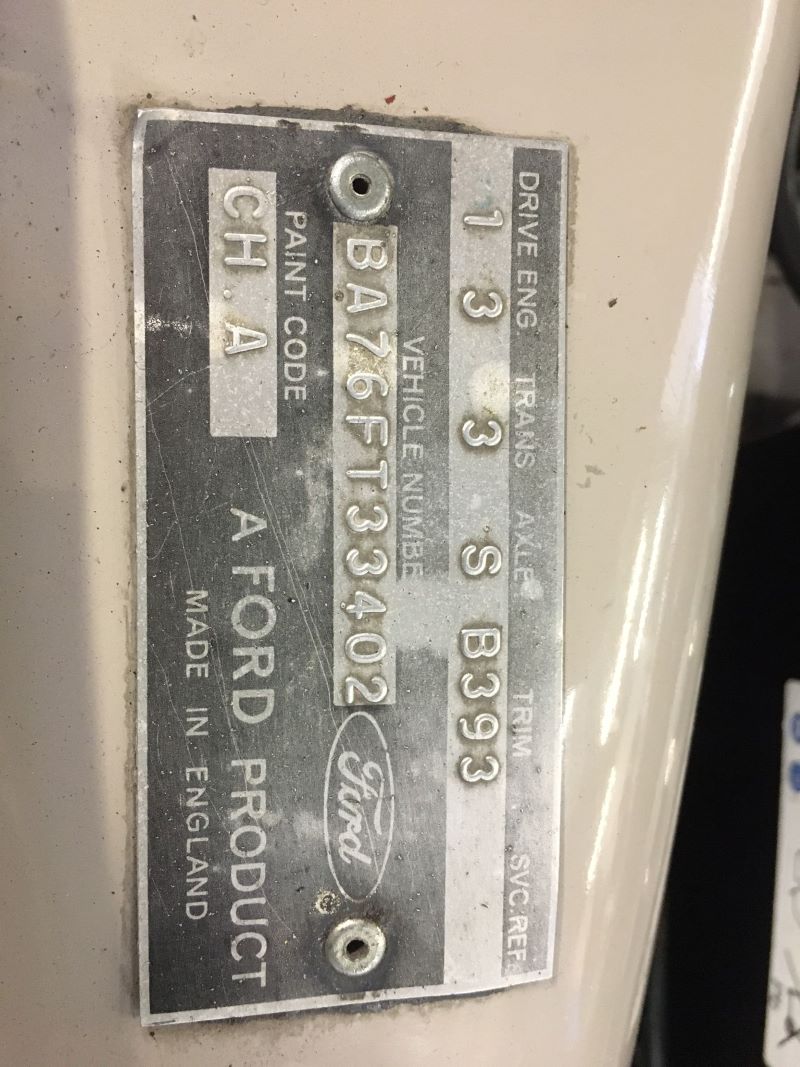 DRIVE ENG TRANS AXLE TRIM SVC.REF.
1 3 3 S B393
VEHICLE NUMBE
BA76FT33402
Ford
PAINT CODE
CH.A
A FORD PRODUCT
MADE IN ENGLAND